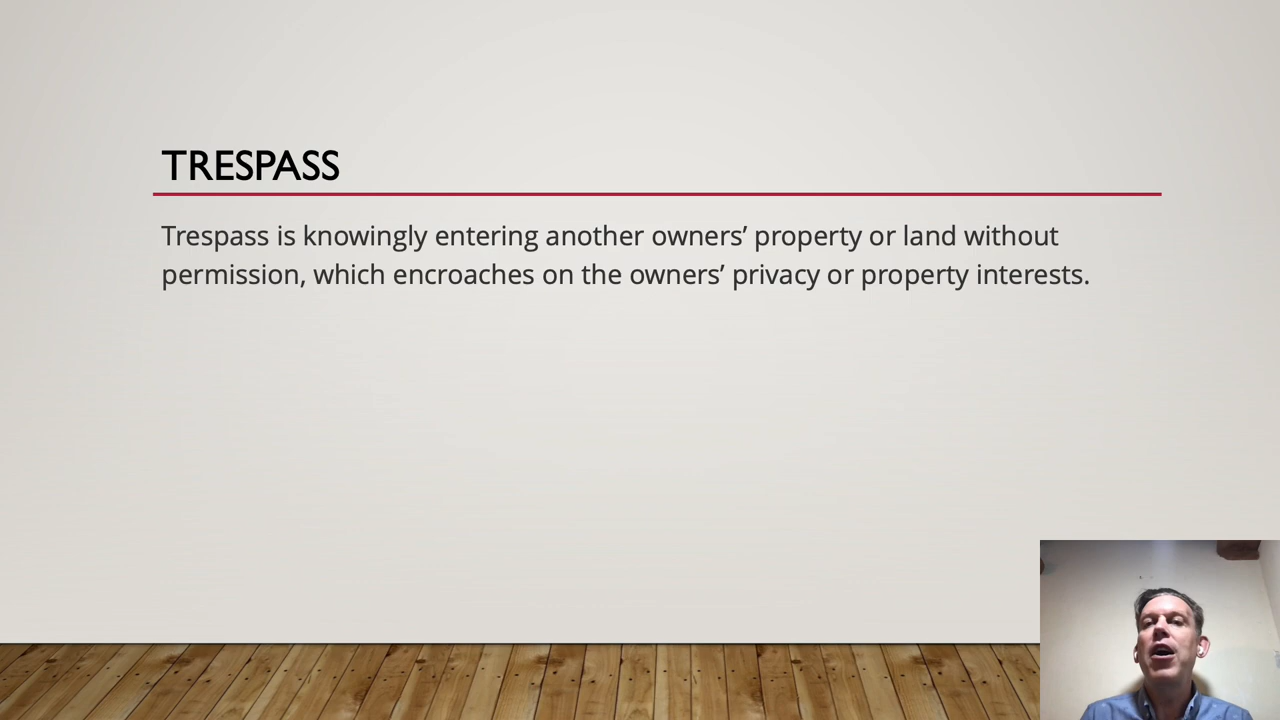 TRESPASS
Trespass is knowingly entering another owners’ property or land without
permission, which encroaches on the owners’ privacy or property interests.